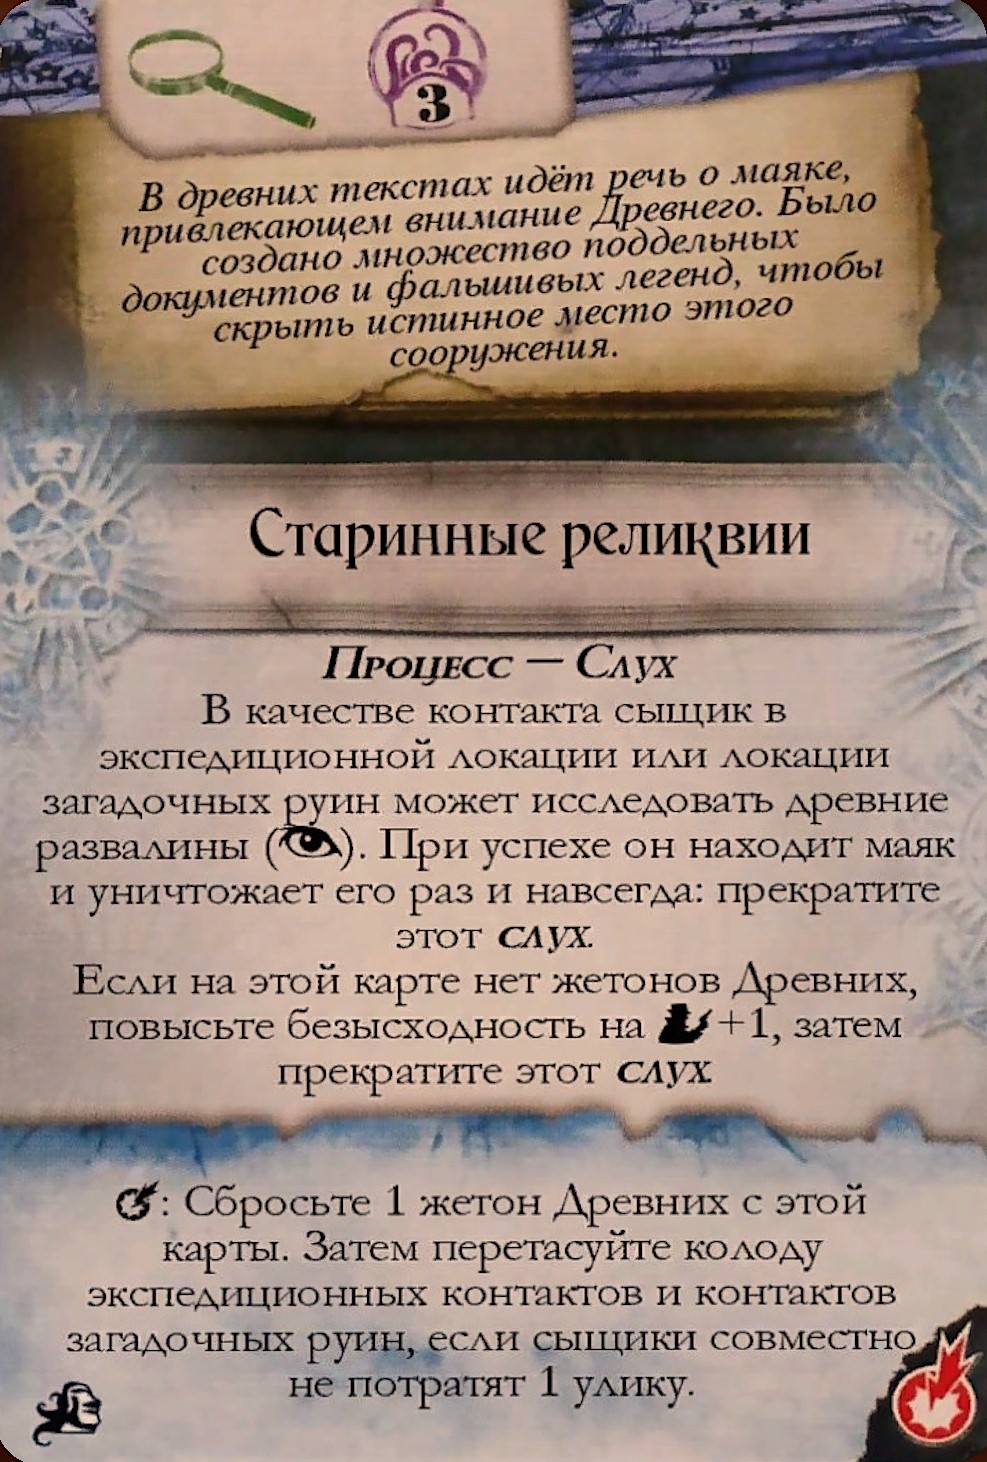 3
В древних текстах идёт речь о маяке,
привлекающем внимание Древнего. Было
создано множество поддельных
документов и фальшивых легенд, чтобы
скрыть истинное место этого
сооружения.
Старинные реликвии
Процесс — Слух
В качестве контакта сыщик в
экспедиционной локации или локации
загадочных руин может исследовать древние
развалины (). При успехе он находит маяк
и уничтожает его раз и навсегда: прекратите
этот СЛУХ.
Если на этой карте нет жетонов Древних,
повысьте безысходность на +1, затем
прекратите этот СЛУХ
: Сбросьте 1 жетон Древних с этой
карты. Затем перетасуйте колоду
экспедиционных контактов и контактов
загадочных руин, если сыщики совместно
не потратят 1 улику.